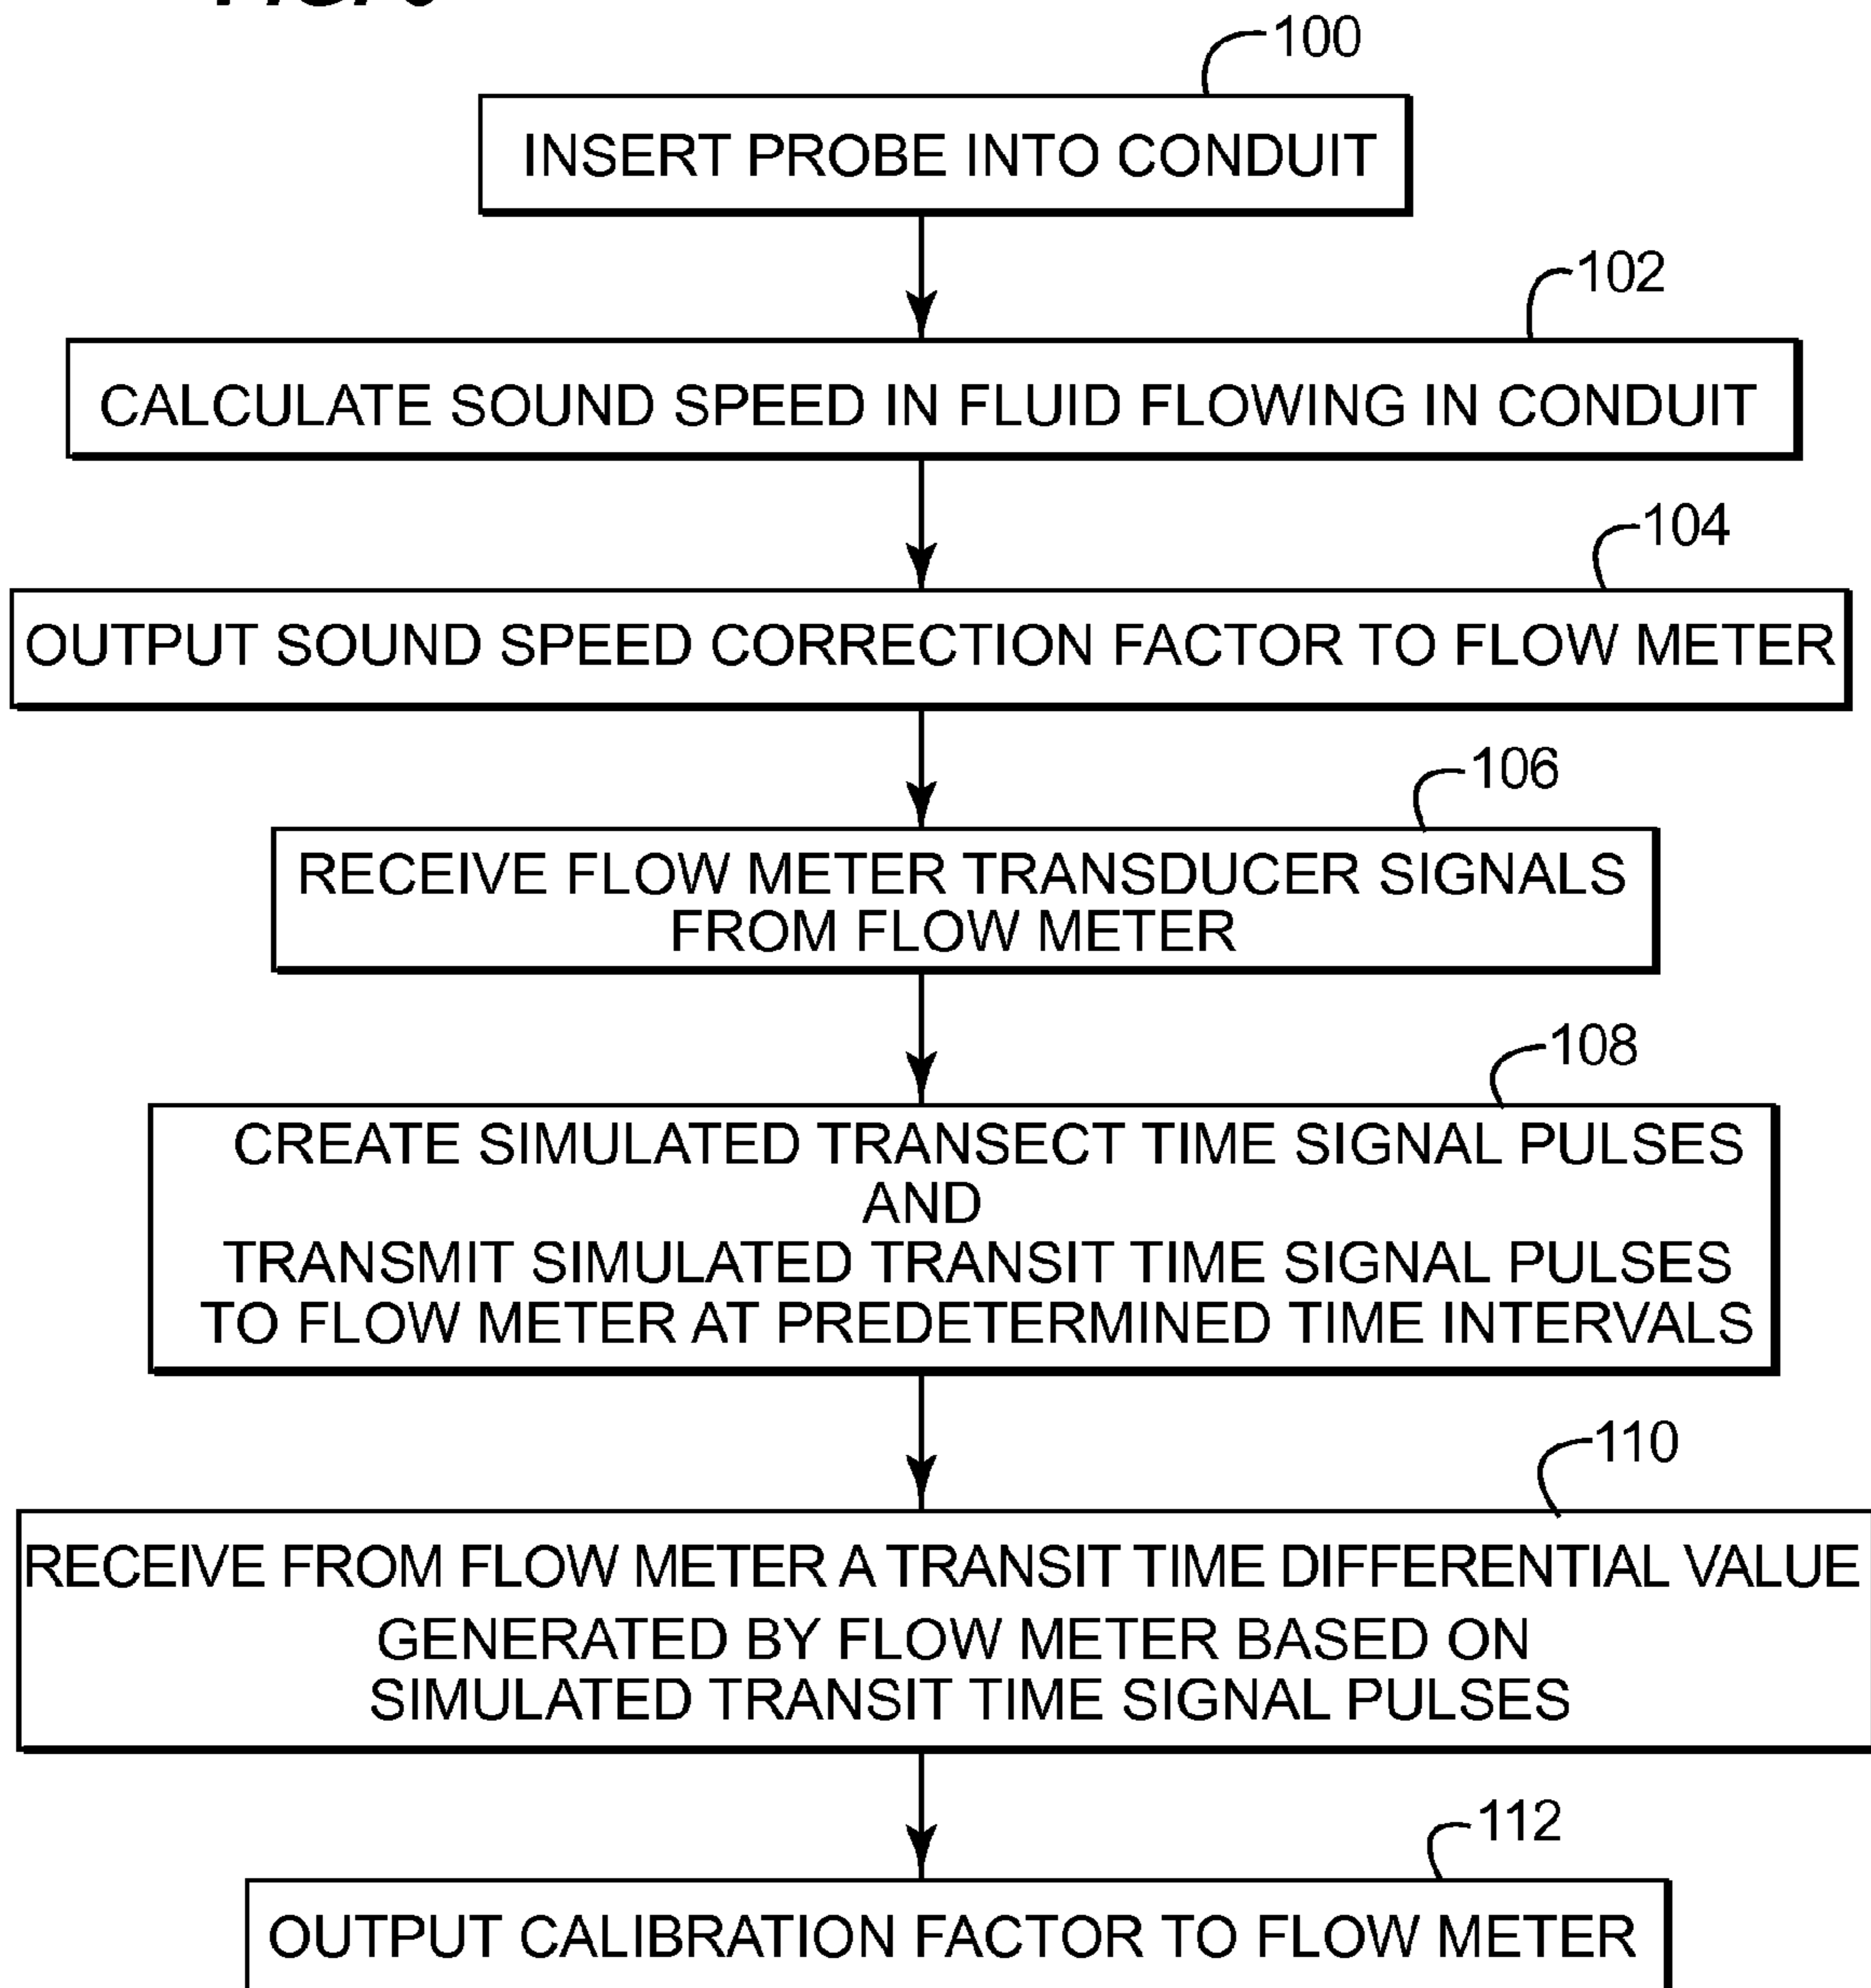 100
INSERT PROBE INTO CONDUIT
102
CALCULATE SOUND SPEED IN FLUID FLOWING IN CONDUIT
104
OUTPUT SOUND SPEED CORRECTION FACTOR TO FLOW METER
106
RECEIVE FLOW METER TRANSDUCER SIGNALS
FROM FLOW METER
108
CREATE SIMULATED TRANSECT TIME SIGNAL PULSES
AND
TRANSMIT SIMULATED TRANSIT TIME SIGNAL PULSES
TO FLOW METER AT PREDETERMINED TIME INTERVALS
110
RECEIVE FROM FLOW METER A TRANSIT TIME DIFFERENTIAL VALUE
GENERATED BY FLOW METER BASED ON
SIMULATED TRANSIT TIME SIGNAL PULSES
112
OUTPUT CALIBRATION FACTOR TO FLOW METER